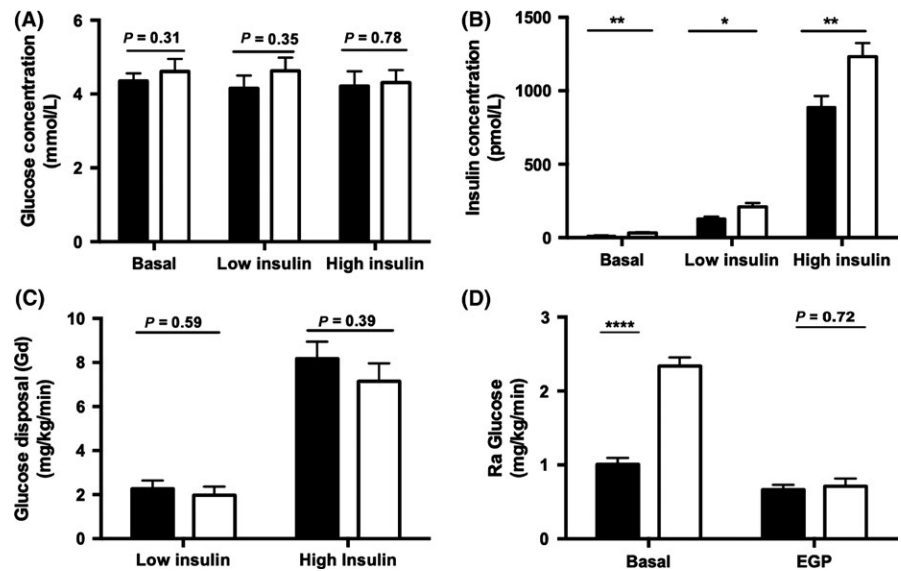 (A)
Glucose concentration
(mmol/L)
6
4
2
0
P = 0.31
P = 0.35
P = 0.78
Basal
Low insulin
High insulin
(B)
Insulin concentration
(pmol/L)
1500
1000
500
0
**
*
**
Basal
Low insulin
High insulin
(C)
Glucose disposal (Gd)
(mg/kg/min)
10
8
6
4
2
0
P = 0.59
P = 0.39
Low insulin
High Insulin
(D)
Ra Glucose
(mg/kg/min)
3
2
1
0
****
P = 0.72
Basal
EGP